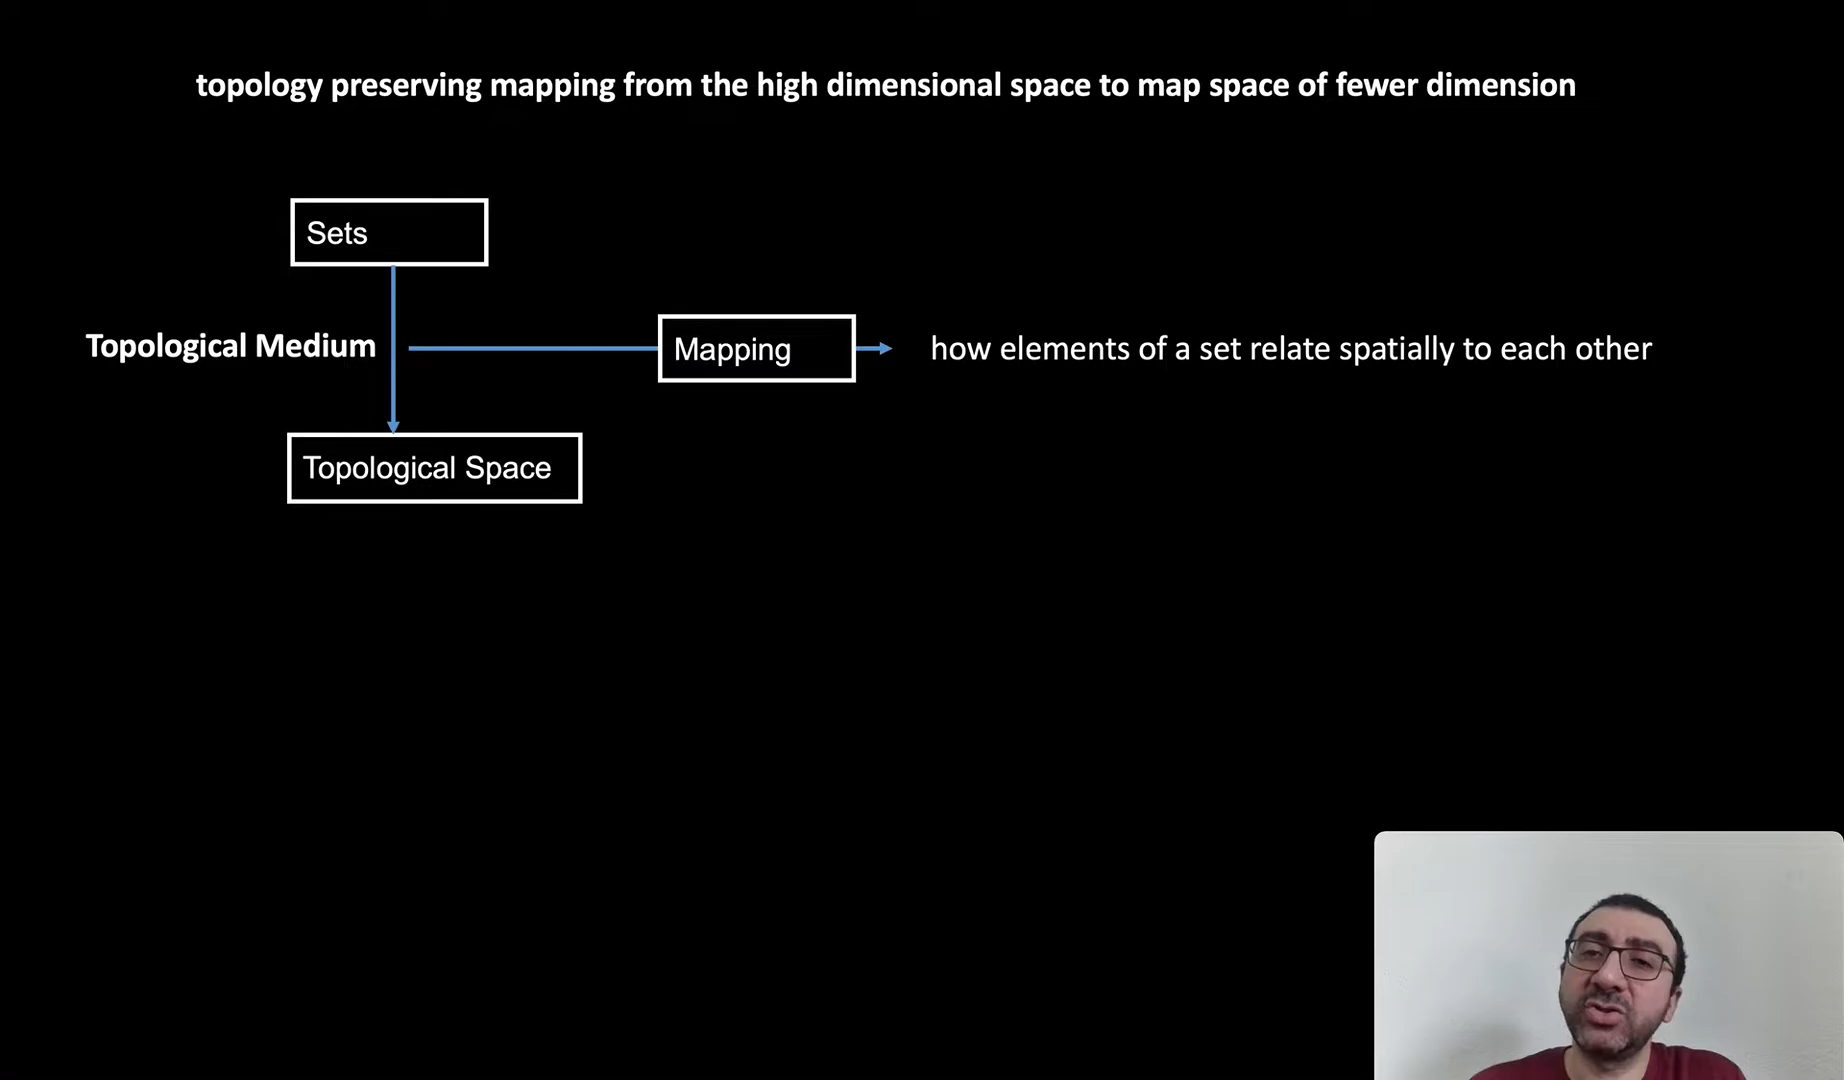 topology preserving mapping from the high dimensional space to map space of fewer dimension
Sets
Topological Medium
Mapping
how elements of a set relate spatially to each other
Topological Space